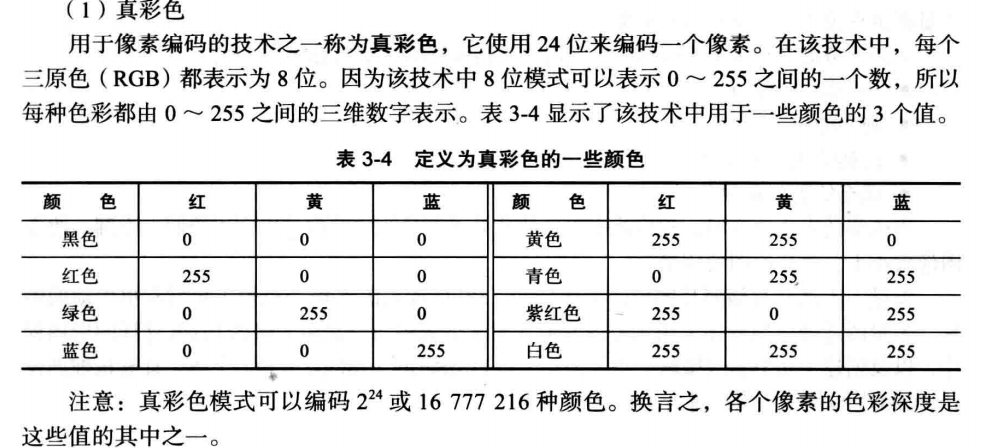 （1）真彩色
用于像素编码的技术之一称为真彩色，它使用 24 位来编码一个像素。在该技术中，每个
三原色（RGB）都表示为 8 位。因为该技术中 8 位模式可以表示 0 ～ 255 之间的一个数，所以
每种色彩都由 0 ～ 255 之间的三维数字表示。表 3-4 显示了该技术中用于一些颜色的 3 个值。
表 3-4 定义为真彩色的一些颜色
颜 色 红 黄 蓝 颜 色 红 黄 蓝
黑色 0 0 0 黄色 255 255 0
红色 255 0 0 青色 0 255 255
绿色 0 255 0 紫红色 255 0 255
蓝色 0 0 255 白色 255 255 255
注意：真彩色模式可以编码 2²⁴ 或 16 777 216 种颜色。换言之，各个像素的色彩深度是
这些值的其中之一。